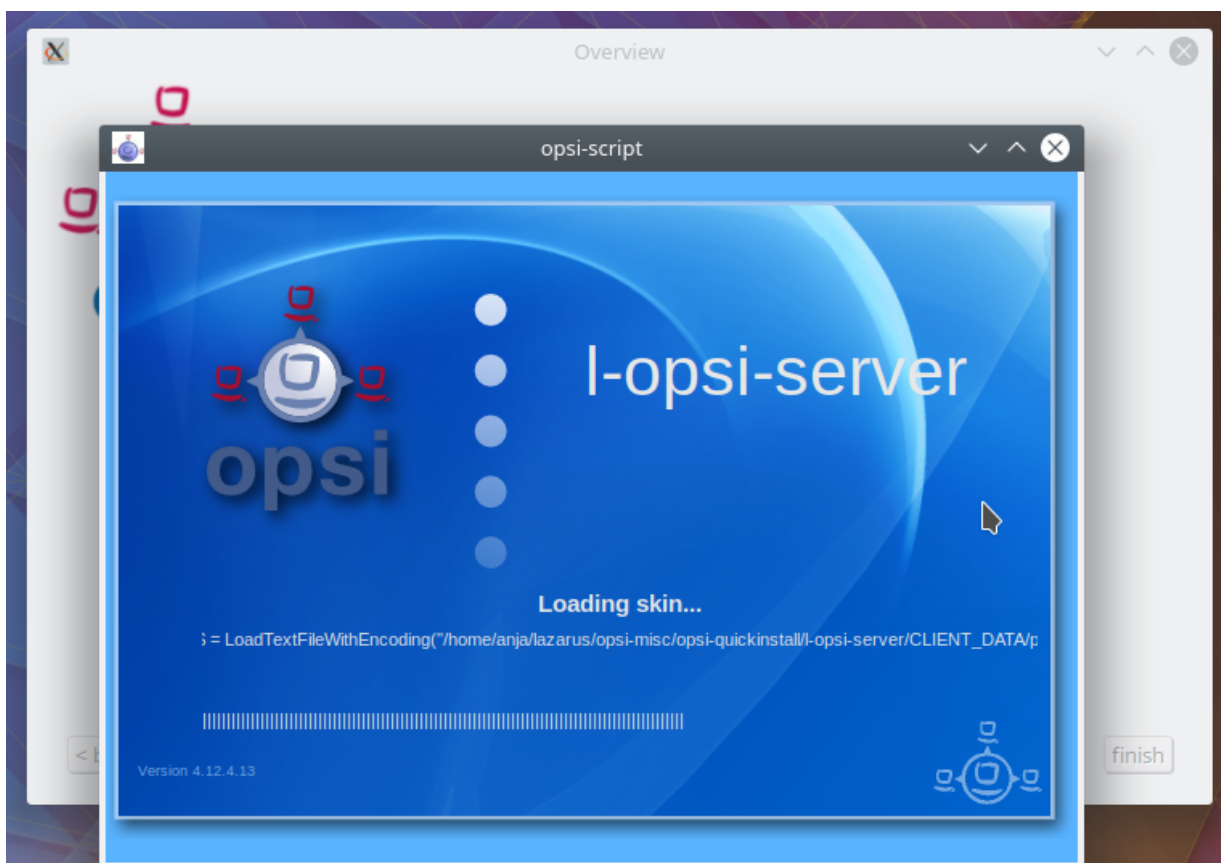 Overview
opsi-script
l-opsi-server
opsi
Loading skin...
= LoadTextFileWithEncoding("/home/anja/lazarus/opsi-misc/opsi-quickinstall/l-opsi-server/CLIENT_DATA/p
<
finish
Version 4.12.4.13